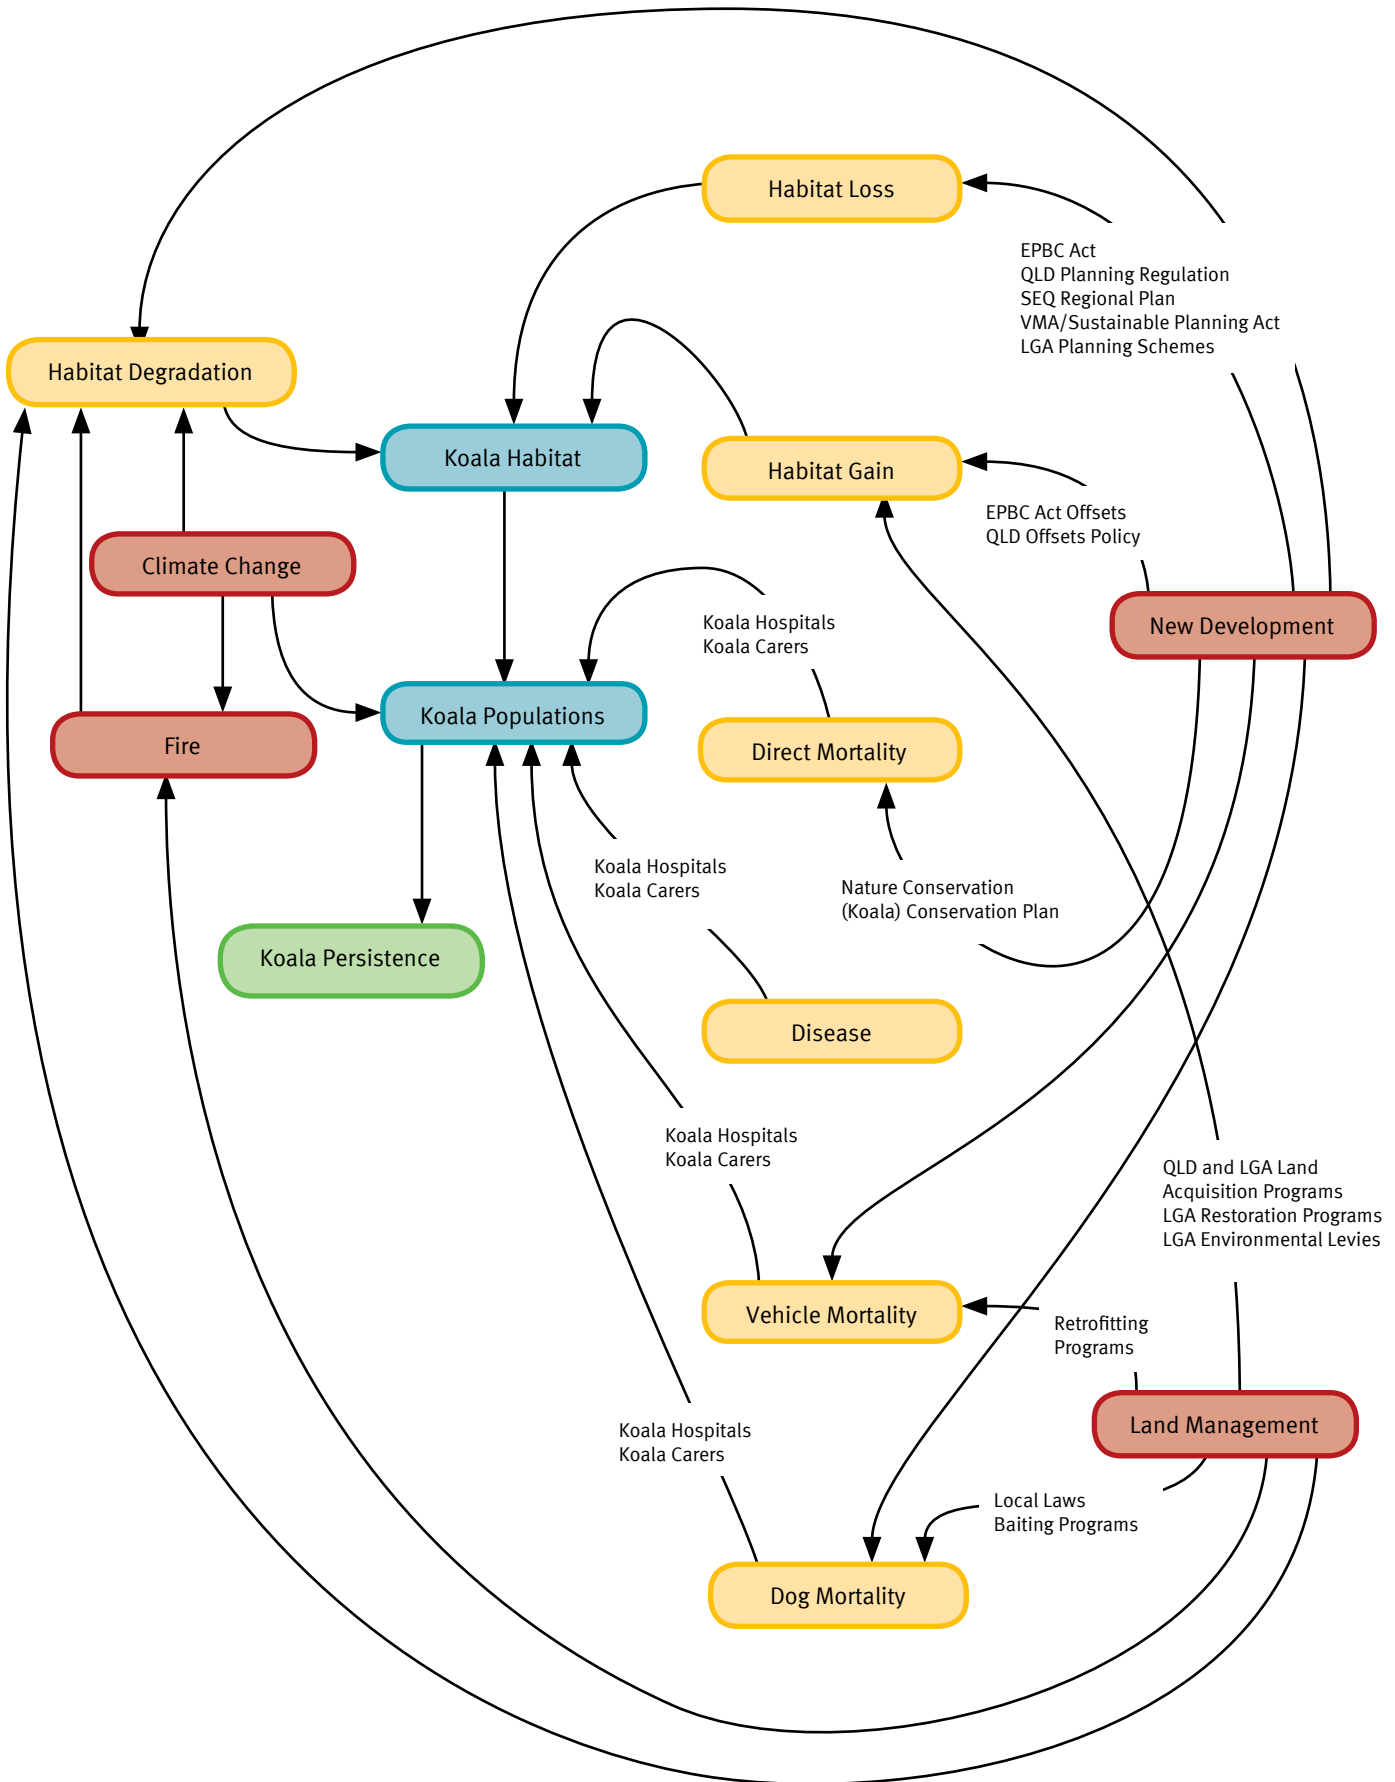 Habitat Loss
EPBC Act
QLD Planning Regulation
SEQ Regional Plan
VMA/Sustainable Planning Act
LGA Planning Schemes
Habitat Degradation
Koala Habitat
Habitat Gain
EPBC Act Offsets
QLD Offsets Policy
Climate Change
Koala Hospitals
Koala Carers
New Development
Koala Populations
Fire
Direct Mortality
Koala Hospitals
Koala Carers
Nature Conservation
(Koala) Conservation Plan
Koala Persistence
Disease
Koala Hospitals
Koala Carers
QLD and LGA Land
Acquisition Programs
LGA Restoration Programs
LGA Environmental Levies
Vehicle Mortality
Retrofitting
Programs
Land Management
Koala Hospitals
Koala Carers
Local Laws
Baiting Programs
Dog Mortality